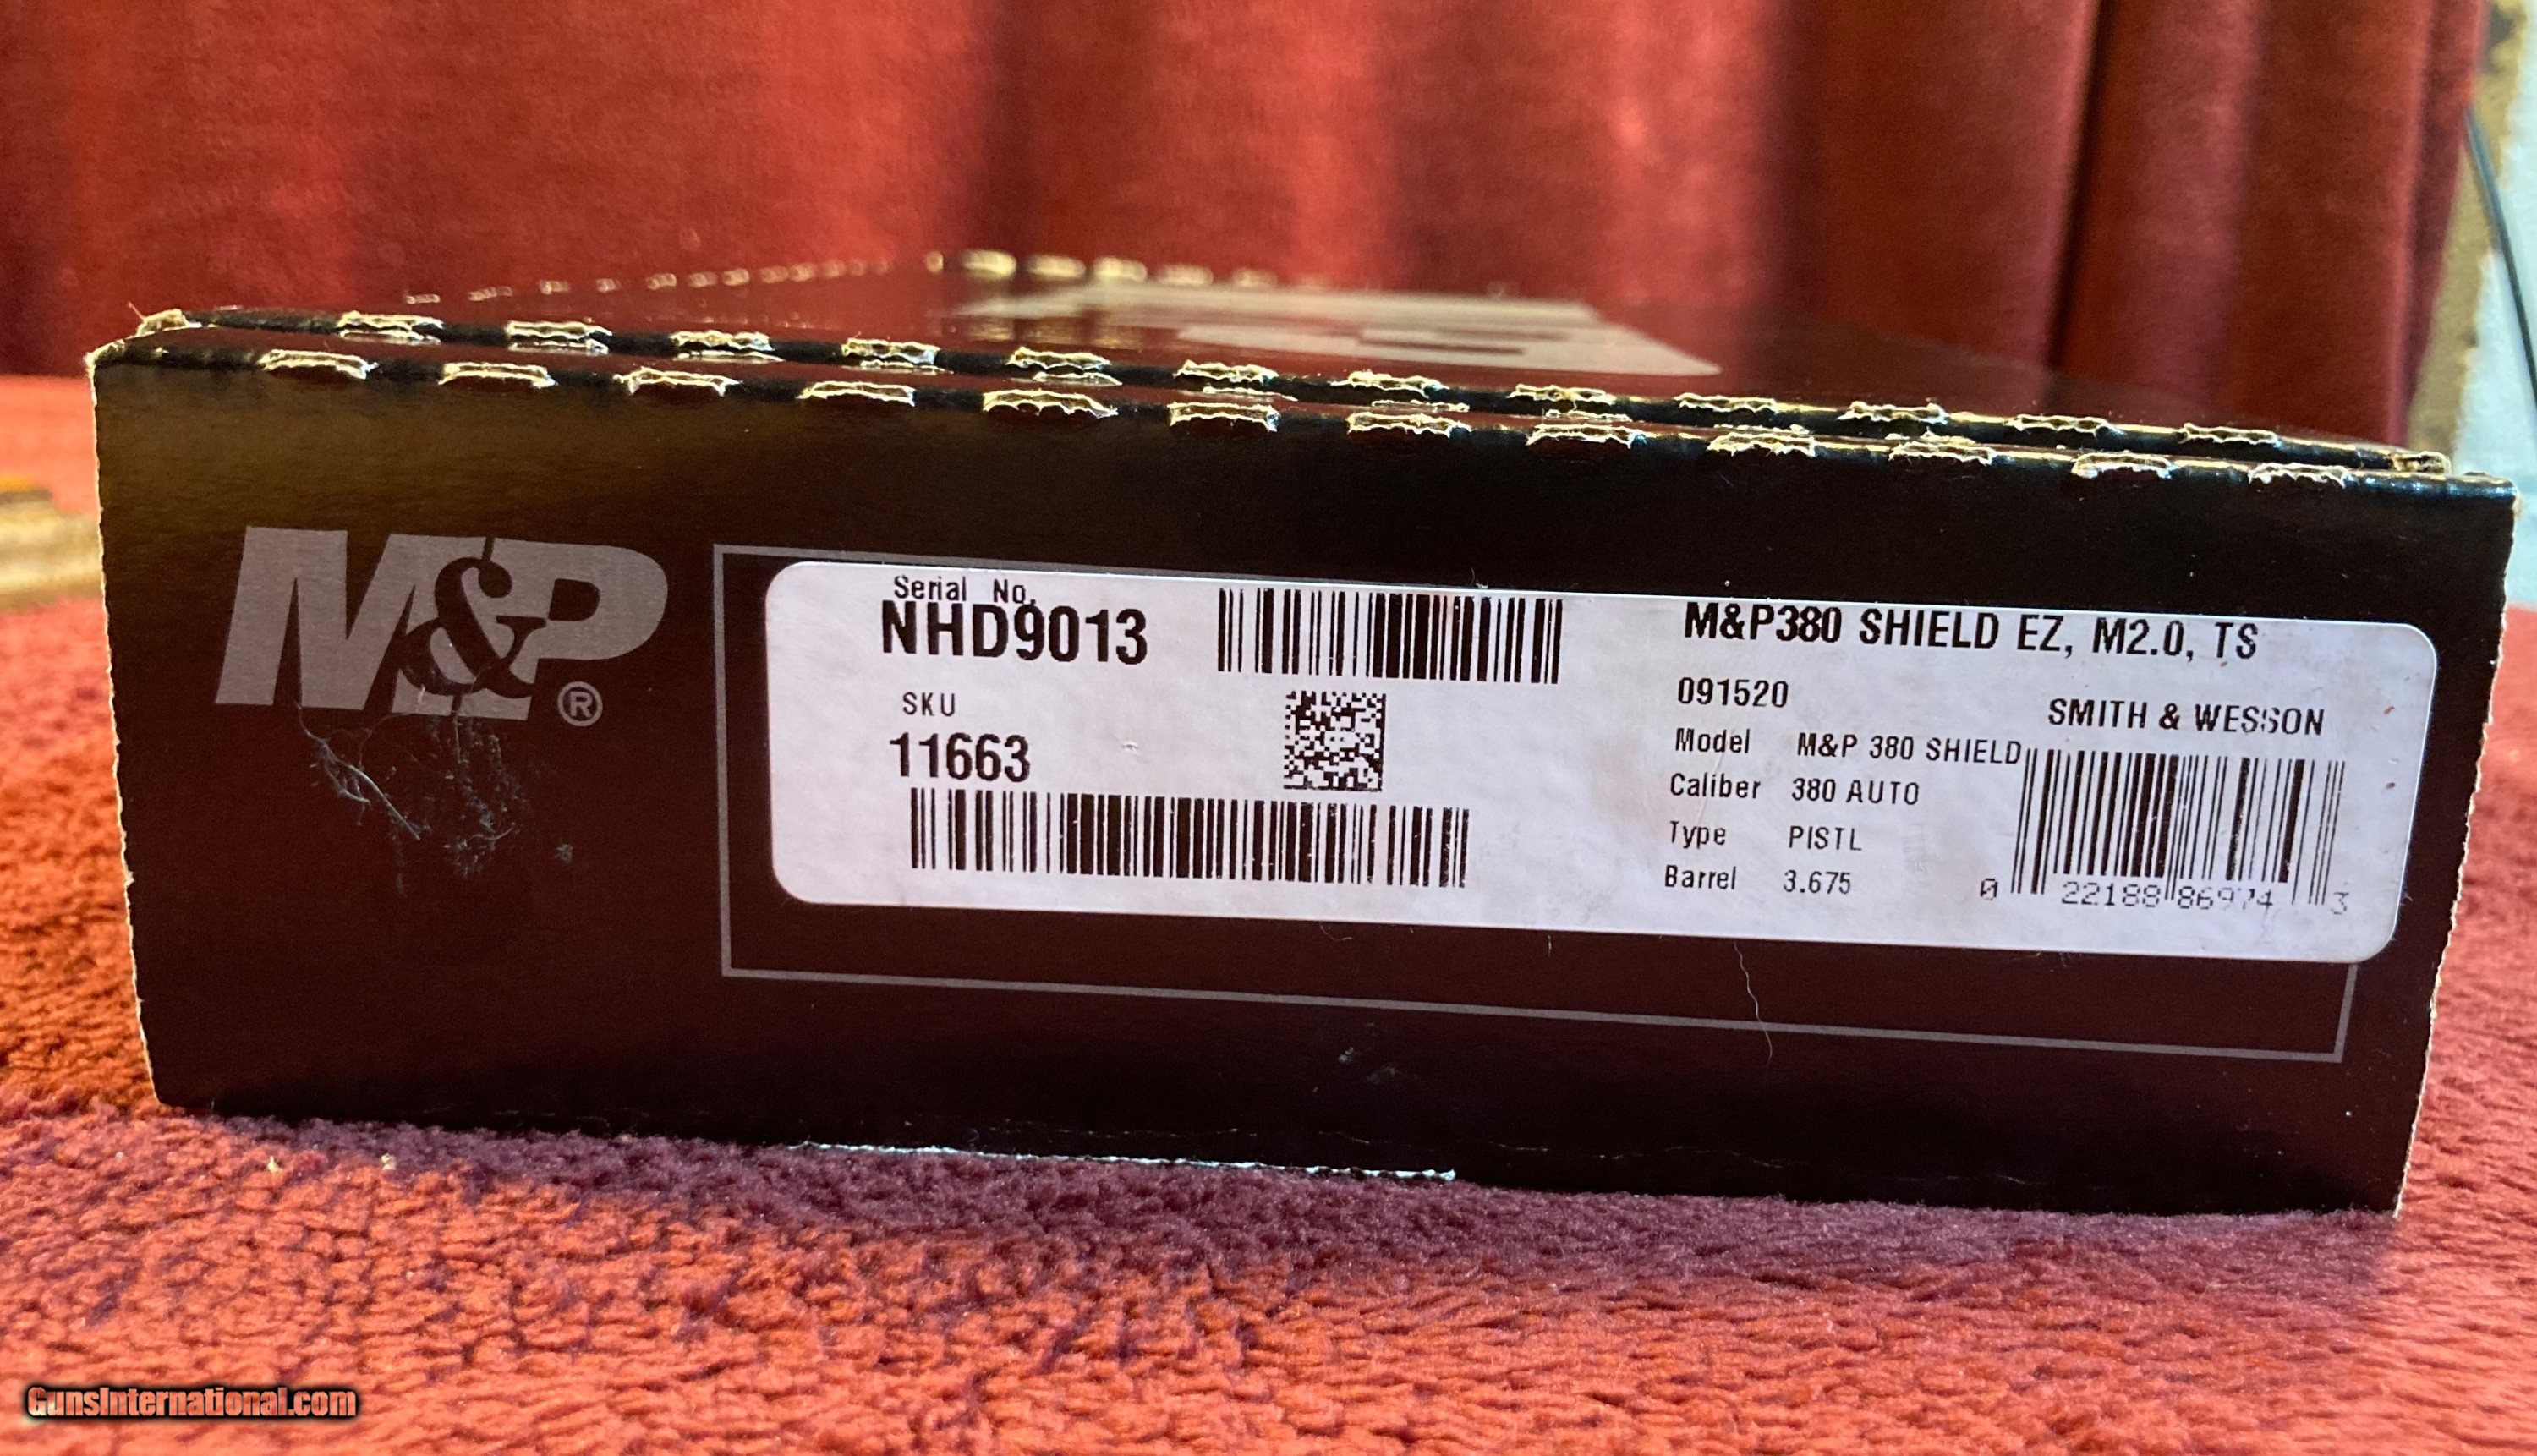 M&P®
Serial No.
NHD9013
SKU
11663
M&P380 SHIELD EZ, M2.0, TS
091520
SMITH & WESSON
Model M&P 380 SHIELD
Caliber 380 AUTO
Type PISTL
Barrel 3.675
0 22188 86974 3
GunsInternational.com